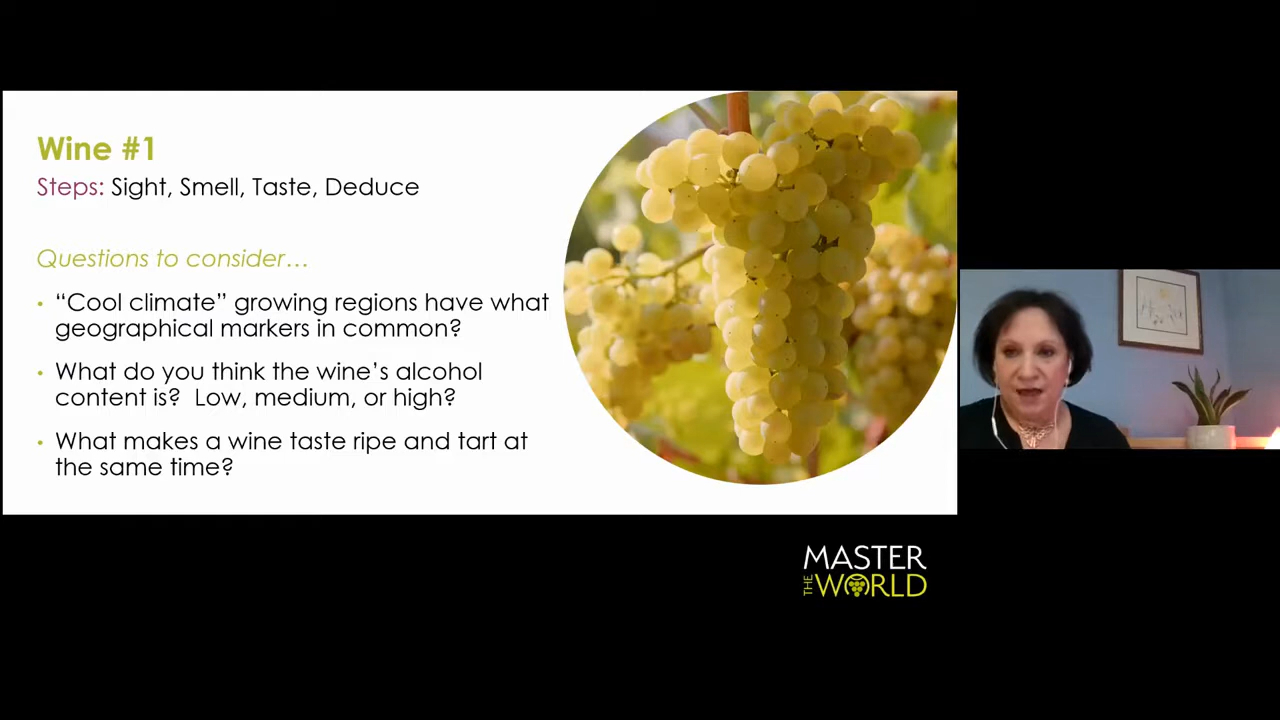 Wine #1
Steps: Sight, Smell, Taste, Deduce
Questions to consider…
• “Cool climate” growing regions have what
geographical markers in common?
• What do you think the wine’s alcohol
content is?  Low, medium, or high?
• What makes a wine taste ripe and tart at
the same time?
MASTER
THE WORLD